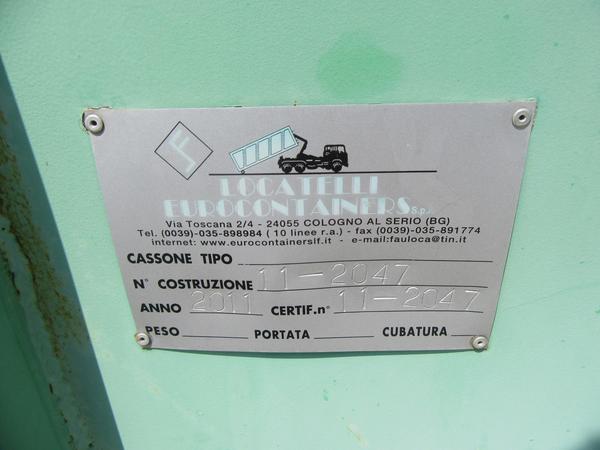 LOCATELLI
EUROCONTAINERS S.p.A.
Via Toscana 2/4 - 24055 COLOGNO AL SERIO (BG)
Tel. (0039)-035-898984 ( 10 linee r.a.) - fax (0039)-035-891774
internet: www.eurocontainerslf.it - e-mail:fauloca@tin.it
CASSONE TIPO
N° COSTRUZIONE 11-2047
ANNO 2011 CERTIF.n° 11-2047
PESO PORTATA CUBATURA